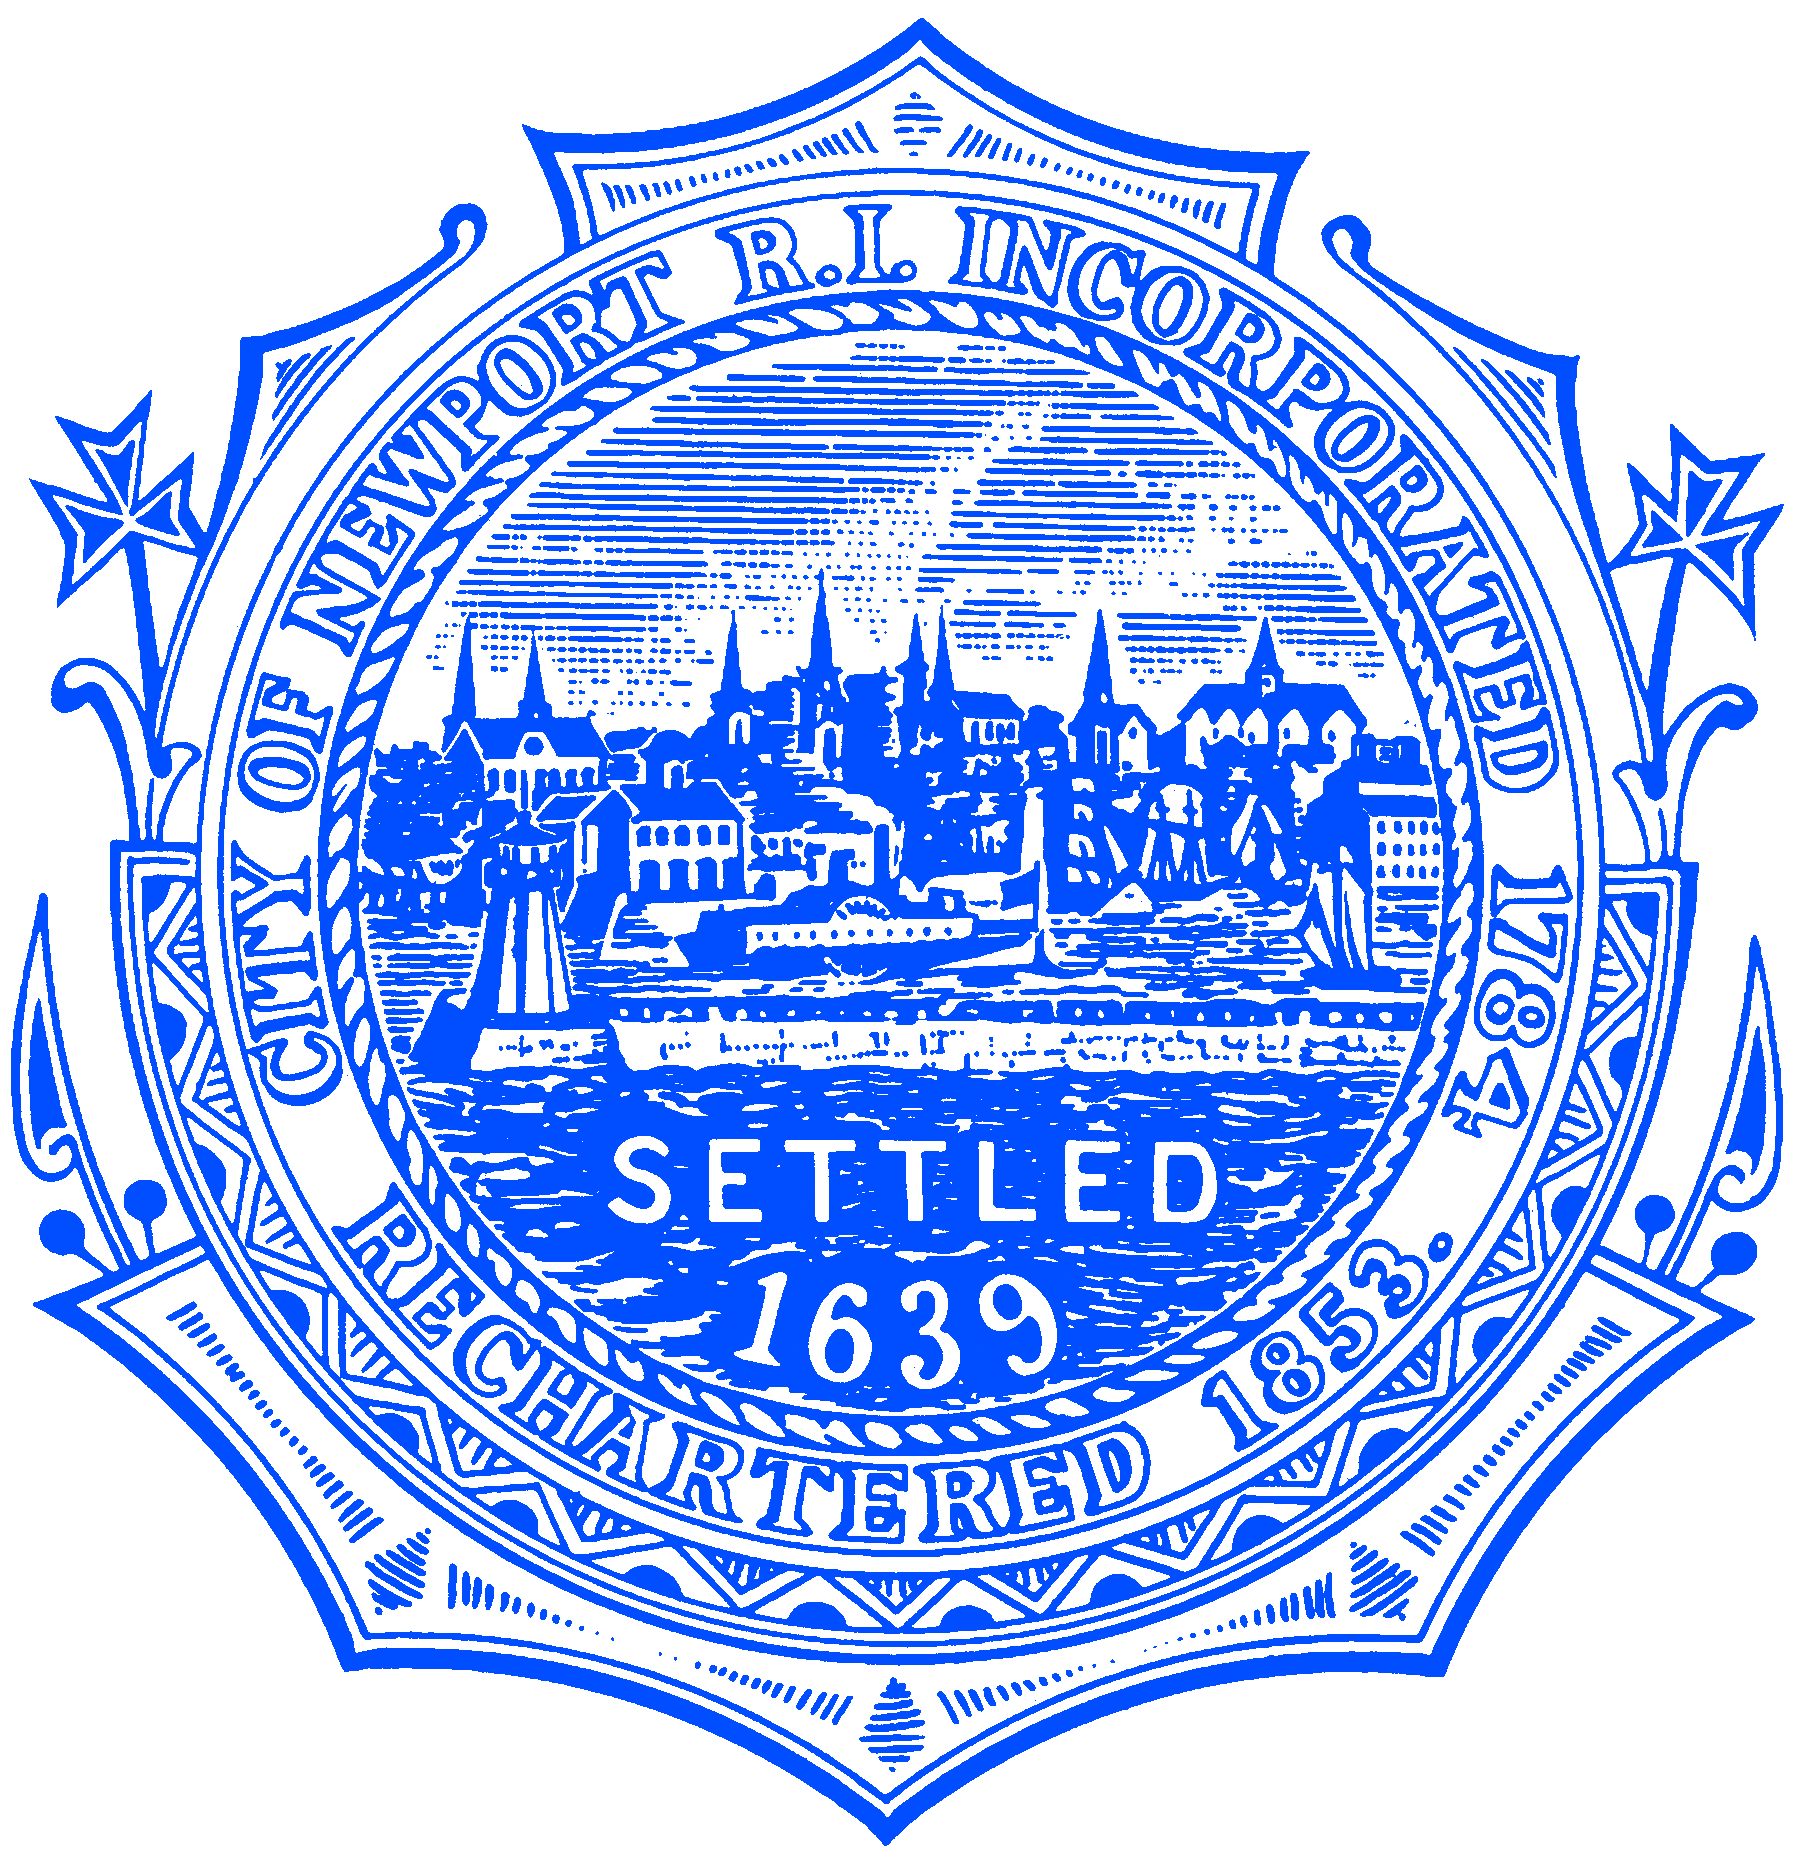 CITY OF NEWPORT R.I. INCORPORATED 1784
RECHARTERED 1853.
SETTLED
1639